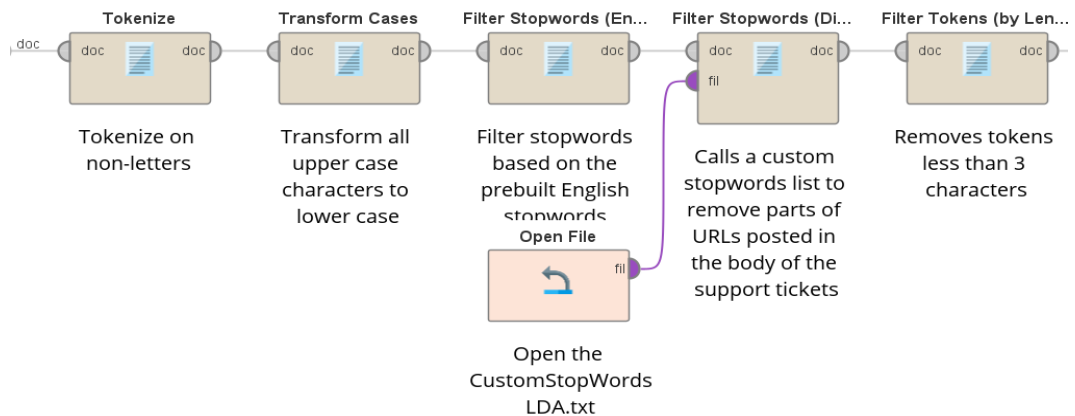 Tokenize
doc
doc
doc
Tokenize on
non-letters
Transform Cases
doc
doc
Transform all
upper case
characters to
lower case
Filter Stopwords (En...
doc
doc
Filter stopwords
based on the
prebuilt English
stopwords
Filter Stopwords (Di...
doc
doc
fil
Calls a custom
stopwords list to
remove parts of
URLs posted in
the body of the
support tickets
Filter Tokens (by Len...
doc
doc
Removes tokens
less than 3
characters
Open File
fil
Open the
CustomStopWords
LDA.txt